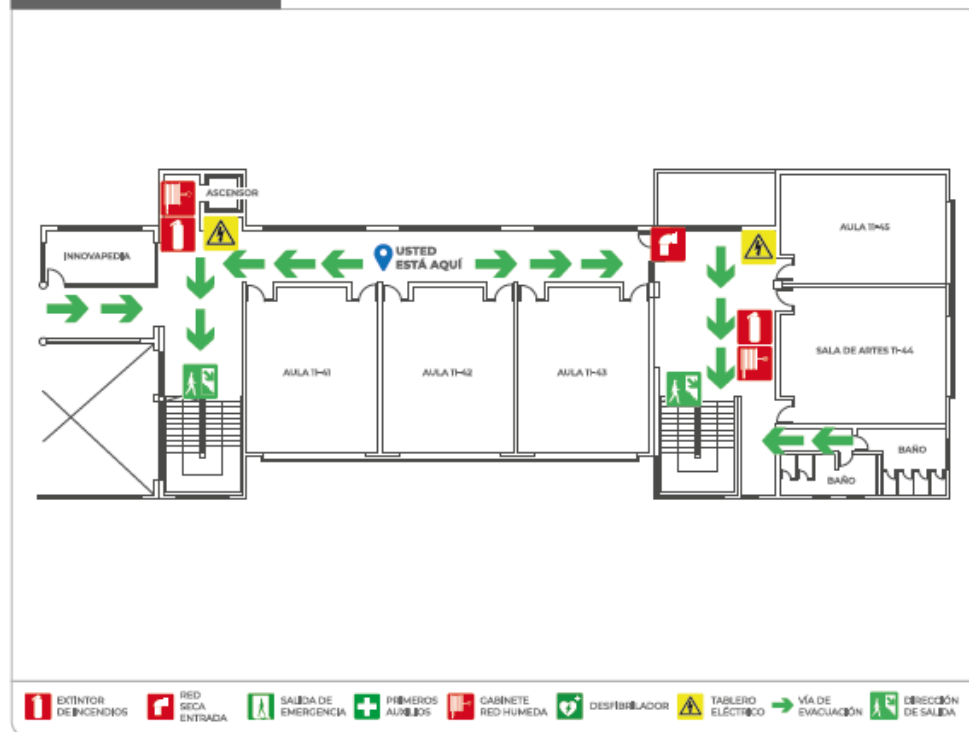 ASCENSOR
AULA 11-45
USTED
ESTÁ AQUÍ
INNOVAPEDIA
SALA DE ARTES 11-44
AULA 11-41
AULA 11-42
AULA 11-43
BAÑO
BAÑO
EXTINTOR
DE INCENDIOS
RED
SECA
ENTRADA
SALIDA DE
EMERGENCIA
PRIMEROS
AUXILIOS
GABINETE
RED HUMEDA
DESFIBRILADOR
TABLERO
ELÉCTRICO
VÍA DE
EVACUACIÓN
DIRECCIÓN
DE SALIDA